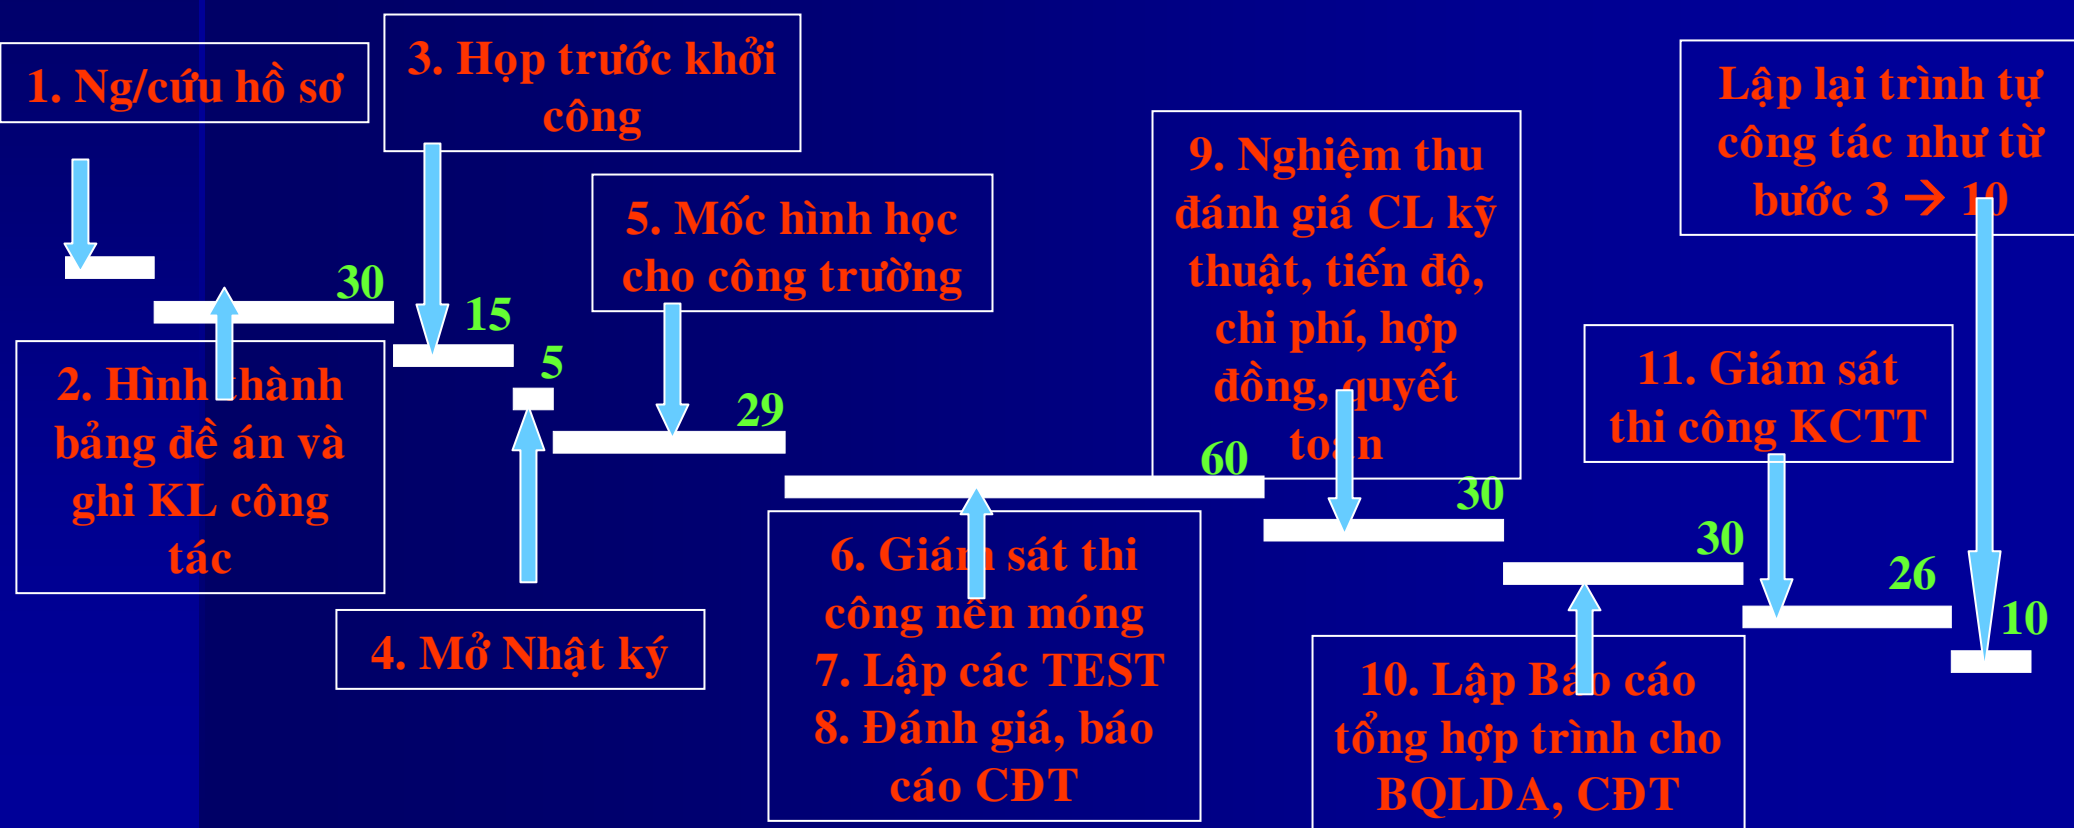 1. Ng/cứu hồ sơ
3. Họp trước khởi
công
Lập lại trình tự
công tác như từ
bước 3 → 10
9. Nghiệm thu
đánh giá CL kỹ
thuật, tiến độ,
chi phí, hợp
đồng, quyết
toán
5. Mốc hình học
cho công trường
30
15
5
29
60
30
30
26
10
2. Hình thành
bảng đề án và
ghi KL công
tác
11. Giám sát
thi công KCTT
4. Mở Nhật ký
6. Giám sát thi
công nền móng
7. Lập các TEST
8. Đánh giá, báo
cáo CĐT
10. Lập Báo cáo
tổng hợp trình cho
BQLDA, CĐT